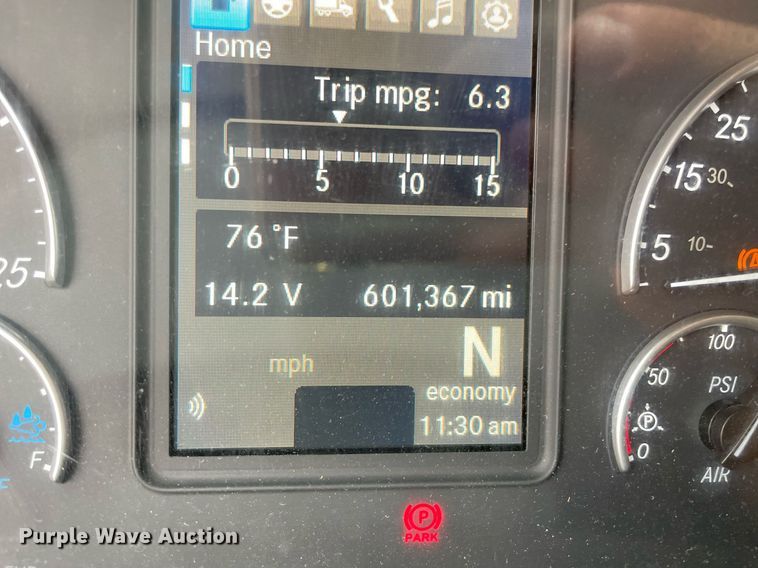 Home
Trip mpg: 6.3
0 5 10 15
76 °F
14.2 V 601,367 mi
N
mph
economy
11:30 am
25
F
25
15 30
5 10
100
50
PSI
P
0
AIR
P
PARK
Purple Wave Auction